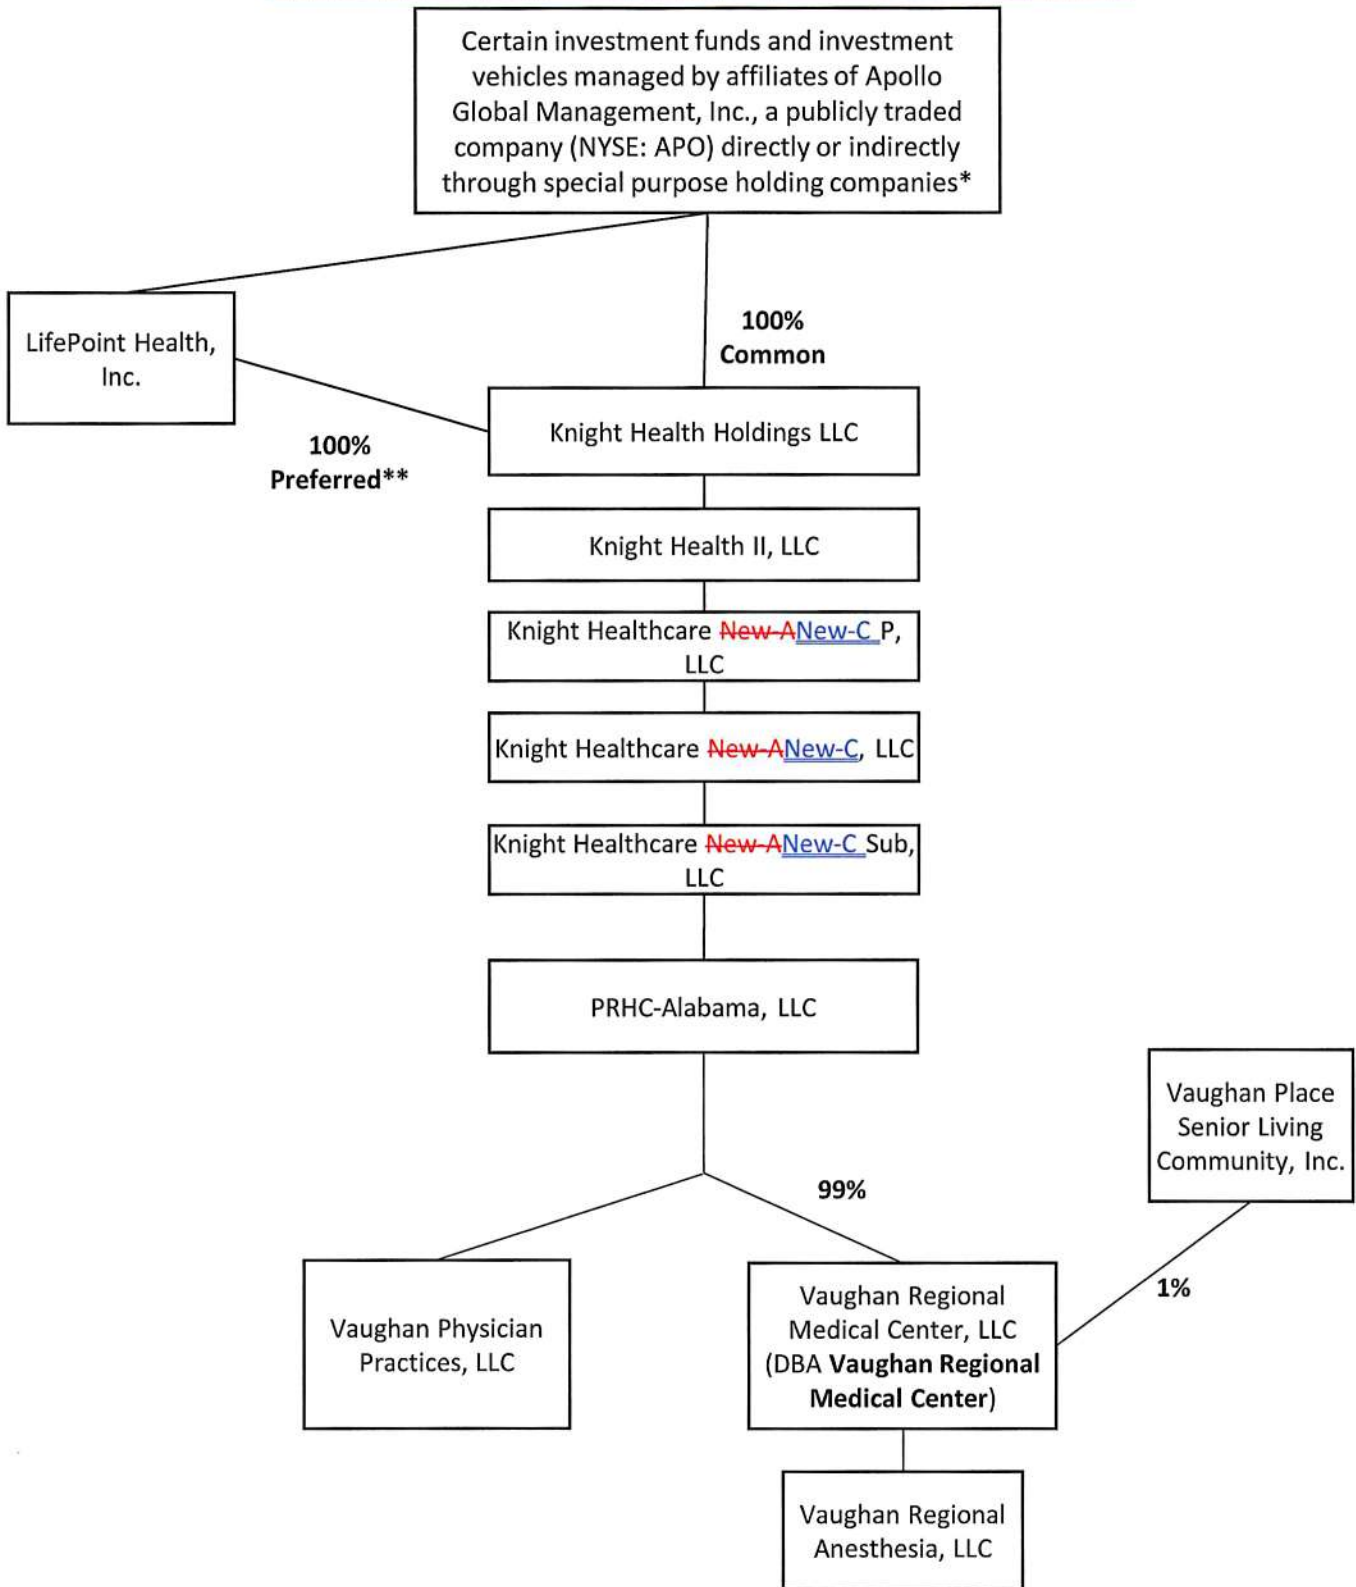 Certain investment funds and investment
vehicles managed by affiliates of Apollo
Global Management, Inc., a publicly traded
company (NYSE: APO) directly or indirectly
through special purpose holding companies*
LifePoint Health,
Inc.
100%
Common
100%
Preferred**
Knight Health Holdings LLC
Knight Health II, LLC
Knight Healthcare New-ANew-C P,
LLC
Knight Healthcare New-ANew-C, LLC
Knight Healthcare New-ANew-C Sub,
LLC
PRHC-Alabama, LLC
Vaughan Place
Senior Living
Community, Inc.
99%
1%
Vaughan Physician
Practices, LLC
Vaughan Regional
Medical Center, LLC
(DBA Vaughan Regional
Medical Center)
Vaughan Regional
Anesthesia, LLC